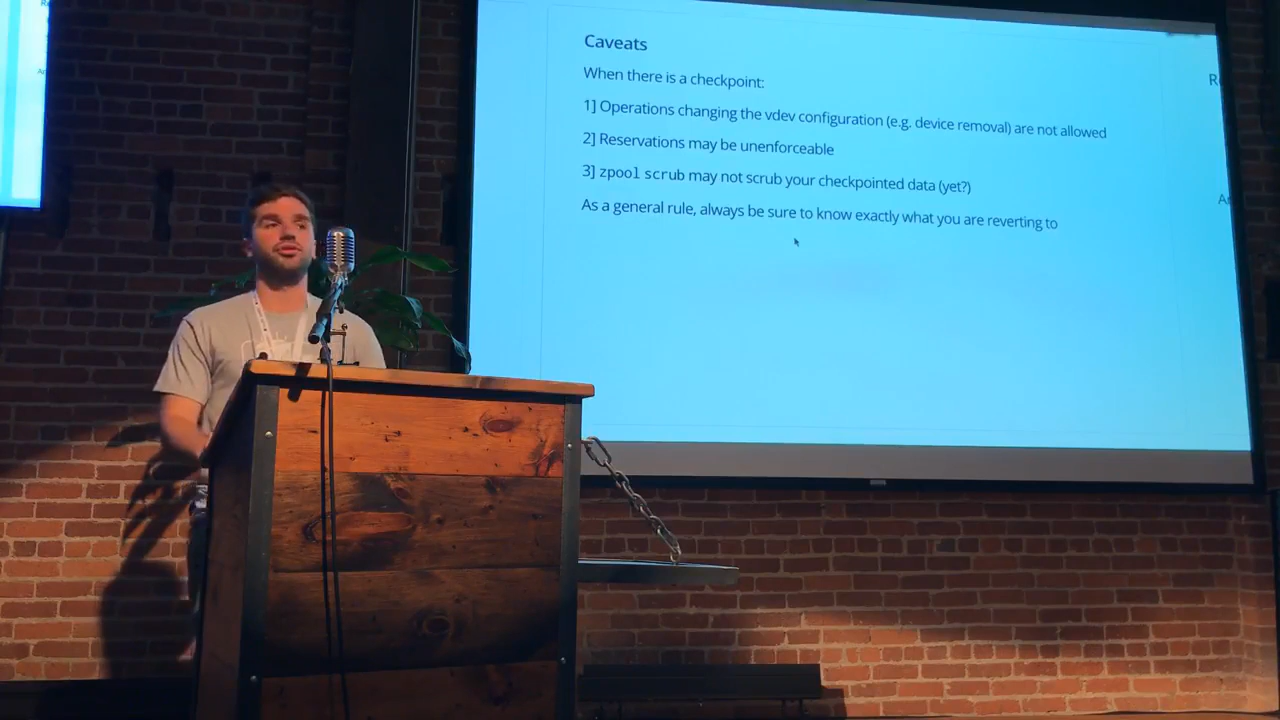 Caveats
When there is a checkpoint:
1] Operations changing the vdev configuration (e.g. device removal) are not allowed
2] Reservations may be unenforceable
3] zpool scrub may not scrub your checkpointed data (yet?)
As a general rule, always be sure to know exactly what you are reverting to